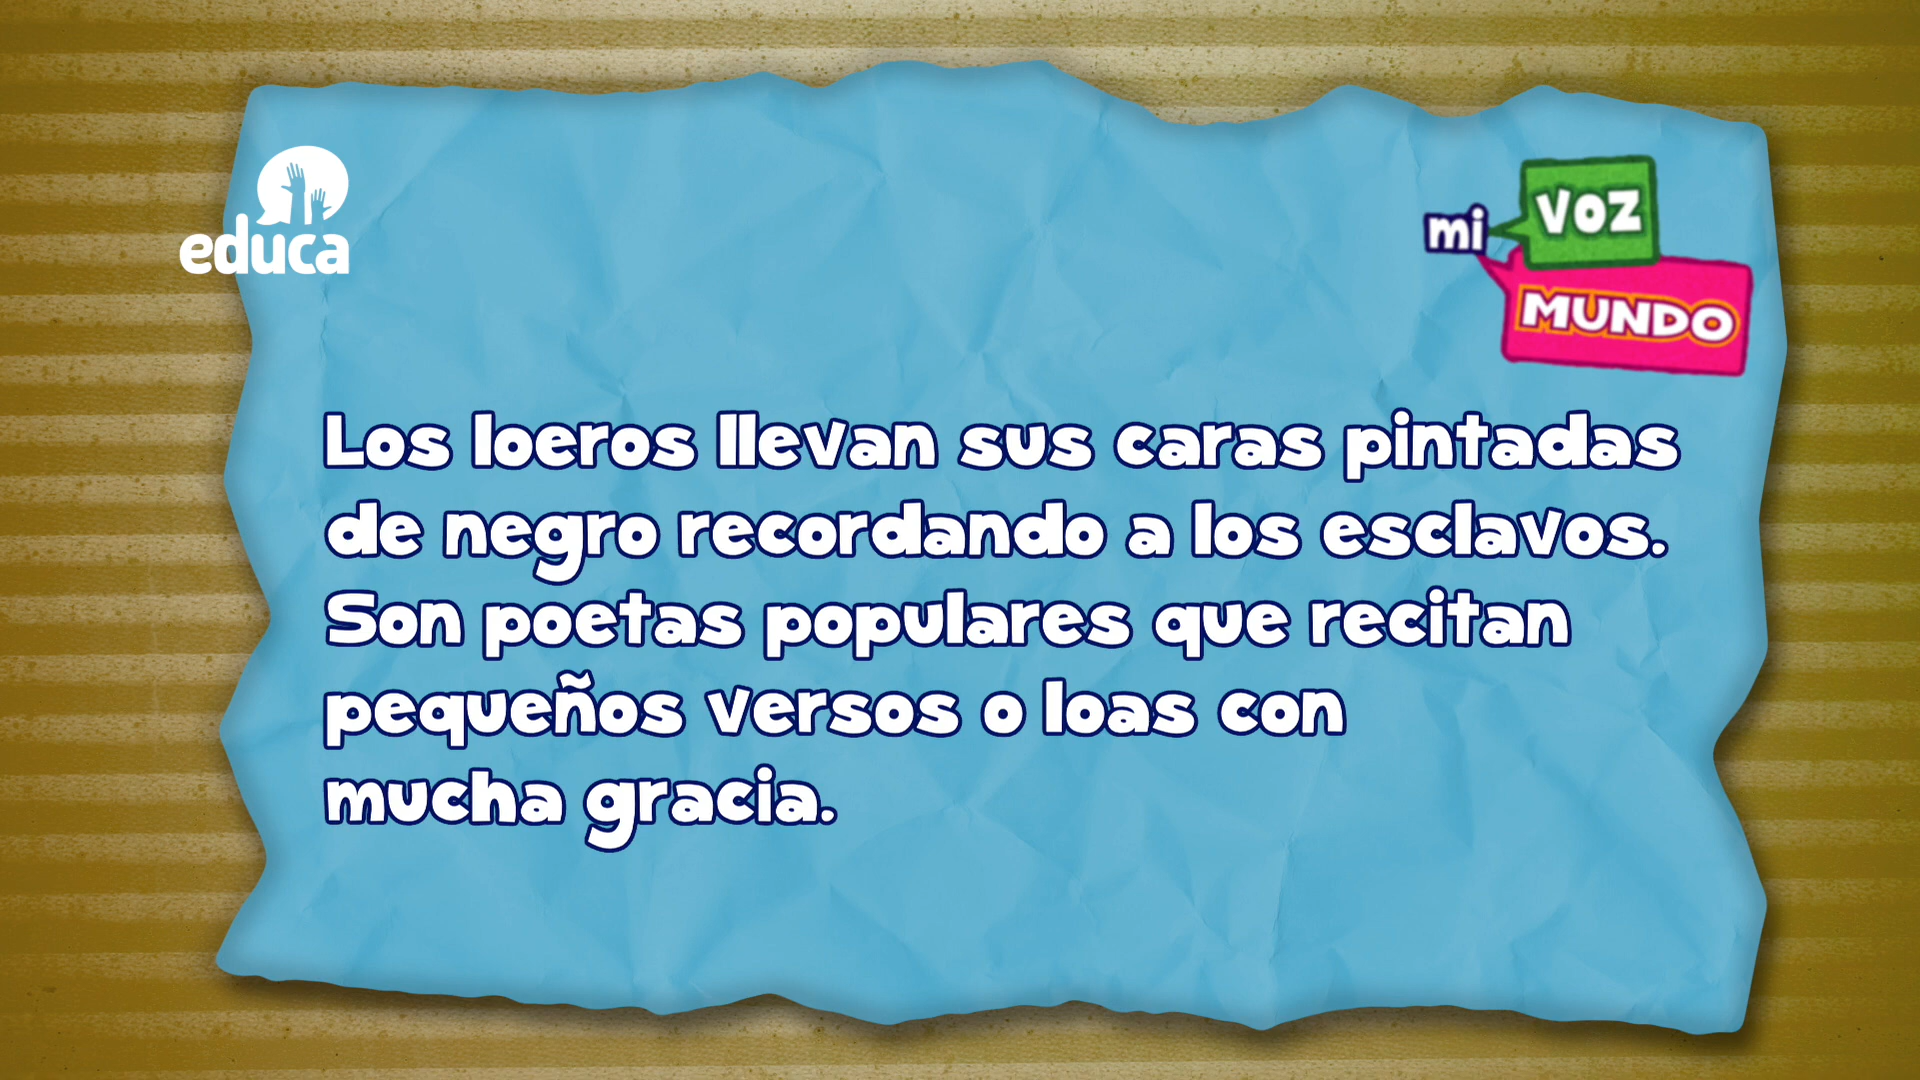 educa
mi
VOZ
MUNDO
Los loeros llevan sus caras pintadas
de negro recordando a los esclavos.
Son poetas populares que recitan
pequeños versos o loas con
mucha gracia.